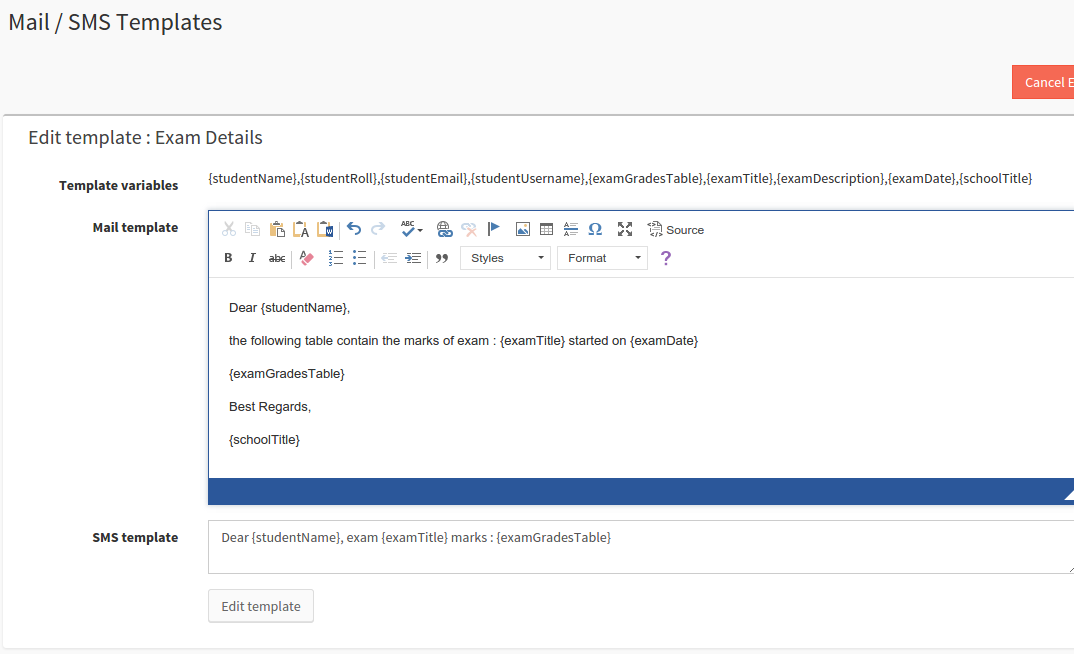 Mail / SMS Templates
Cancel E
Edit template : Exam Details
Template variables
{studentName},{studentRoll},{studentEmail},{studentUsername},{examGradesTable},{examTitle},{examDescription},{examDate},{schoolTitle}
Mail template
ABC
Source
B I abc
Styles
Format
?
Dear {studentName},
the following table contain the marks of exam : {examTitle} started on {examDate}
{examGradesTable}
Best Regards,
{schoolTitle}
SMS template
Dear {studentName}, exam {examTitle} marks : {examGradesTable}
Edit template